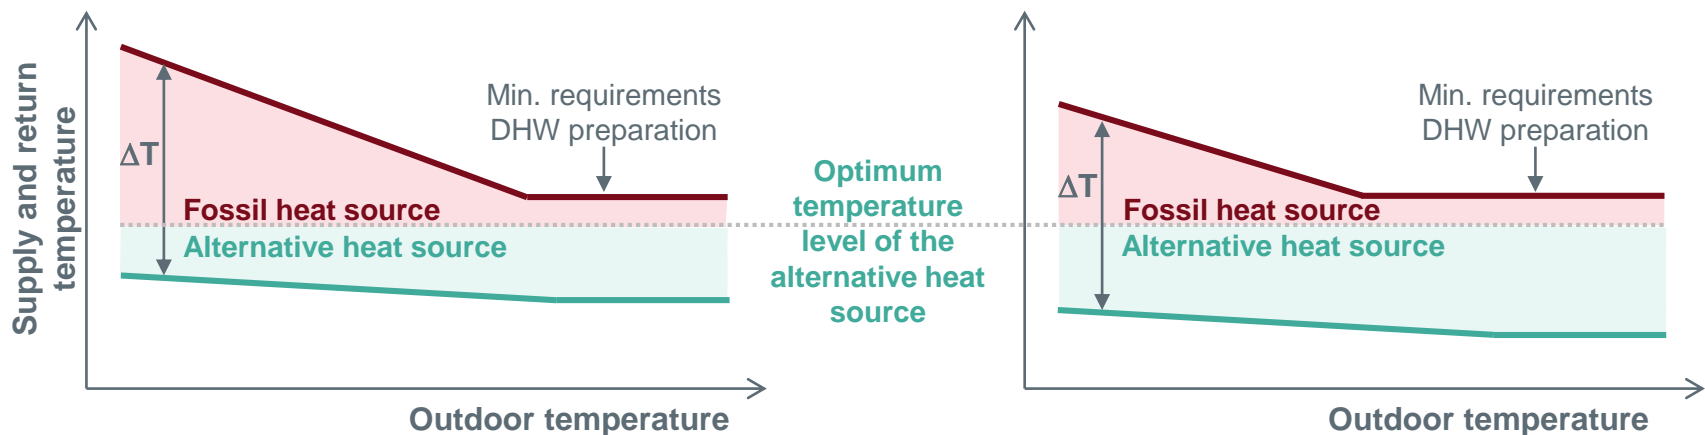 Supply and return
temperature
ΔT
Min. requirements
DHW preparation
Fossil heat source
Alternative heat source
Outdoor temperature
Optimum
temperature
level of the
alternative heat
source
ΔT
Min. requirements
DHW preparation
Fossil heat source
Alternative heat source
Outdoor temperature